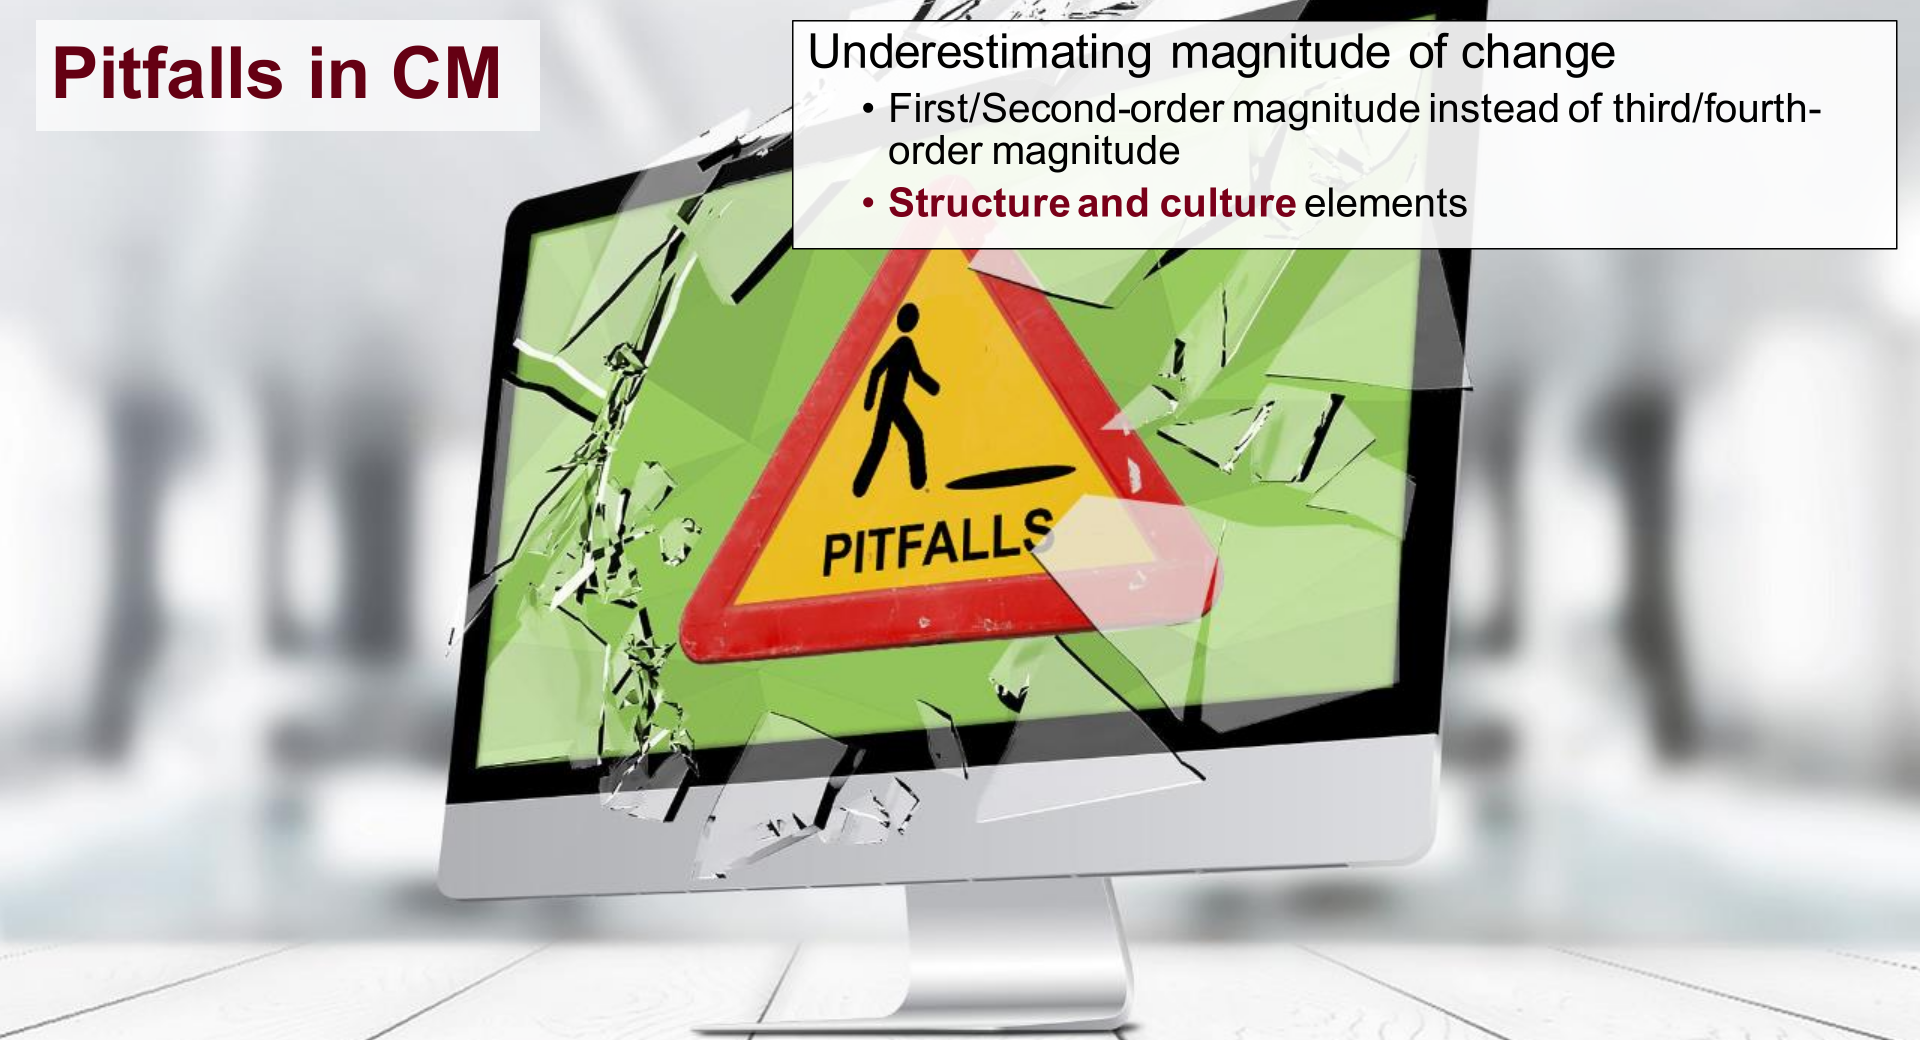 Pitfalls in CM
Underestimating magnitude of change
• First/Second-order magnitude instead of third/fourth-
order magnitude
• Structure and culture elements
PITFALLS